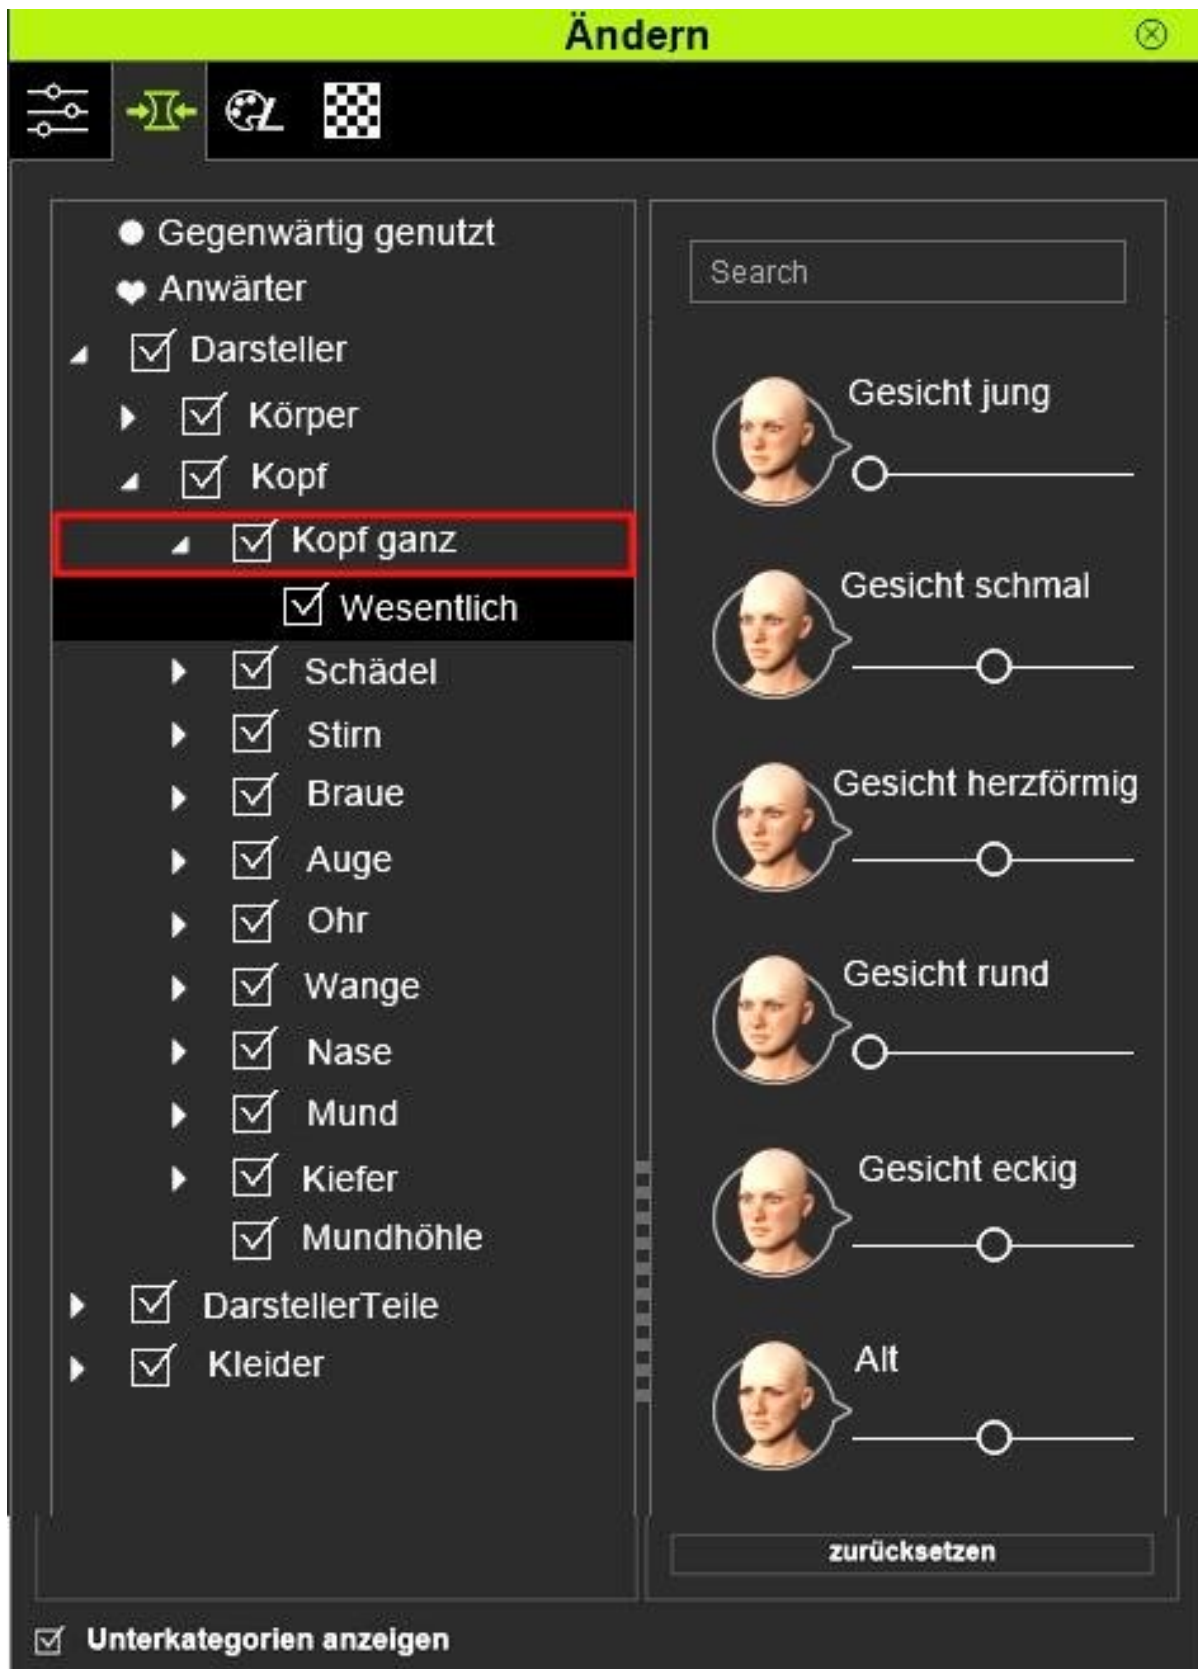 Ändern
Gegenwärtig genutzt
Anwärter
Darsteller
Körper
Kopf
Kopf ganz
Wesentlich
Schädel
Stirn
Braue
Auge
Ohr
Wange
Nase
Mund
Kiefer
Mundhöhle
DarstellerTeile
Kleider
Search
Gesicht jung
Gesicht schmal
Gesicht herzförmig
Gesicht rund
Gesicht eckig
Alt
zurücksetzen
Unterkategorien anzeigen